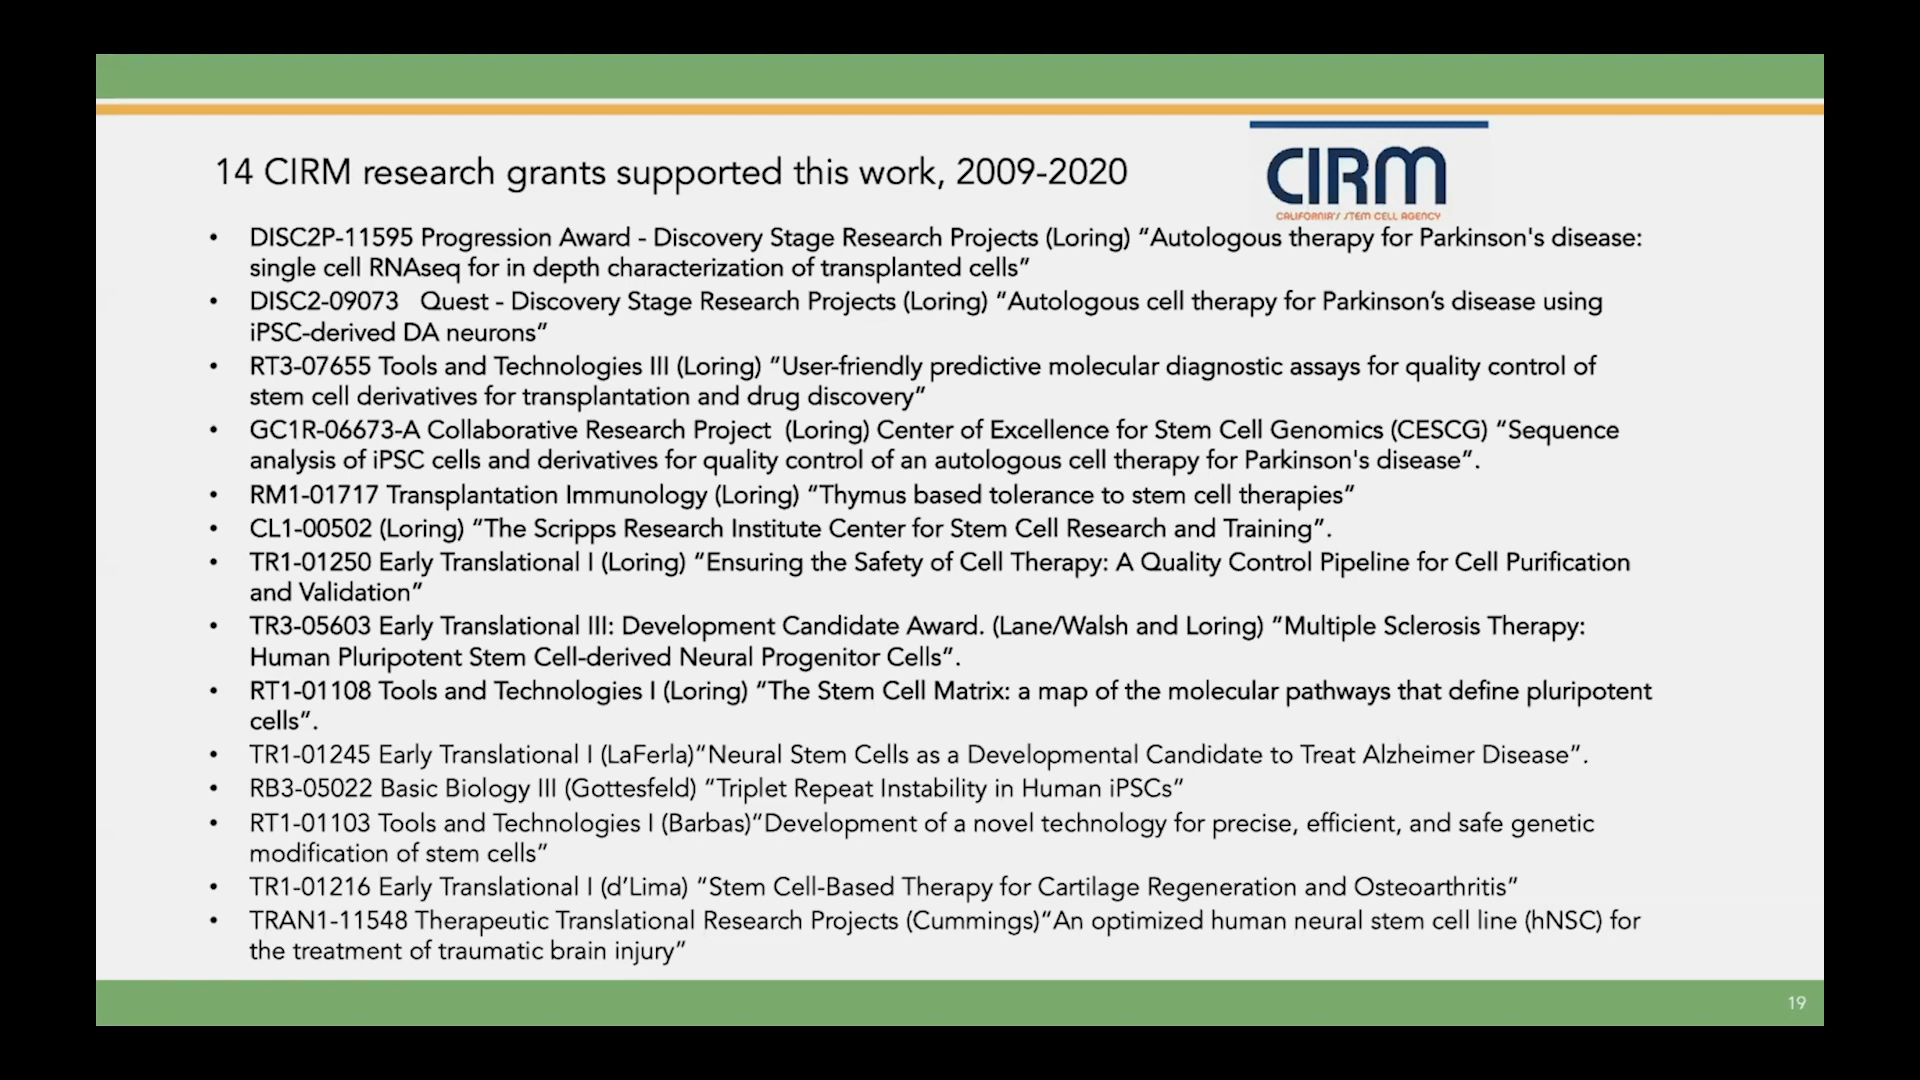 14 CIRM research grants supported this work, 2009-2020
CIRM
CALIFORNIA'S STEM CELL AGENCY
• DISC2P-11595 Progression Award - Discovery Stage Research Projects (Loring) “Autologous therapy for Parkinson's disease:
single cell RNAseq for in depth characterization of transplanted cells”
• DISC2-09073 Quest - Discovery Stage Research Projects (Loring) “Autologous cell therapy for Parkinson’s disease using
iPSC-derived DA neurons”
• RT3-07655 Tools and Technologies III (Loring) “User-friendly predictive molecular diagnostic assays for quality control of
stem cell derivatives for transplantation and drug discovery”
• GC1R-06673-A Collaborative Research Project (Loring) Center of Excellence for Stem Cell Genomics (CESCG) “Sequence
analysis of iPSC cells and derivatives for quality control of an autologous cell therapy for Parkinson's disease”.
• RM1-01717 Transplantation Immunology (Loring) “Thymus based tolerance to stem cell therapies”
• CL1-00502 (Loring) “The Scripps Research Institute Center for Stem Cell Research and Training”.
• TR1-01250 Early Translational I (Loring) “Ensuring the Safety of Cell Therapy: A Quality Control Pipeline for Cell Purification
and Validation”
• TR3-05603 Early Translational III: Development Candidate Award. (Lane/Walsh and Loring) “Multiple Sclerosis Therapy:
Human Pluripotent Stem Cell-derived Neural Progenitor Cells”.
• RT1-01108 Tools and Technologies I (Loring) “The Stem Cell Matrix: a map of the molecular pathways that define pluripotent
cells”.
• TR1-01245 Early Translational I (LaFerla)“Neural Stem Cells as a Developmental Candidate to Treat Alzheimer Disease”.
• RB3-05022 Basic Biology III (Gottesfeld) “Triplet Repeat Instability in Human iPSCs”
• RT1-01103 Tools and Technologies I (Barbas)“Development of a novel technology for precise, efficient, and safe genetic
modification of stem cells”
• TR1-01216 Early Translational I (d’Lima) “Stem Cell-Based Therapy for Cartilage Regeneration and Osteoarthritis”
• TRAN1-11548 Therapeutic Translational Research Projects (Cummings)“An optimized human neural stem cell line (hNSC) for
the treatment of traumatic brain injury”
19